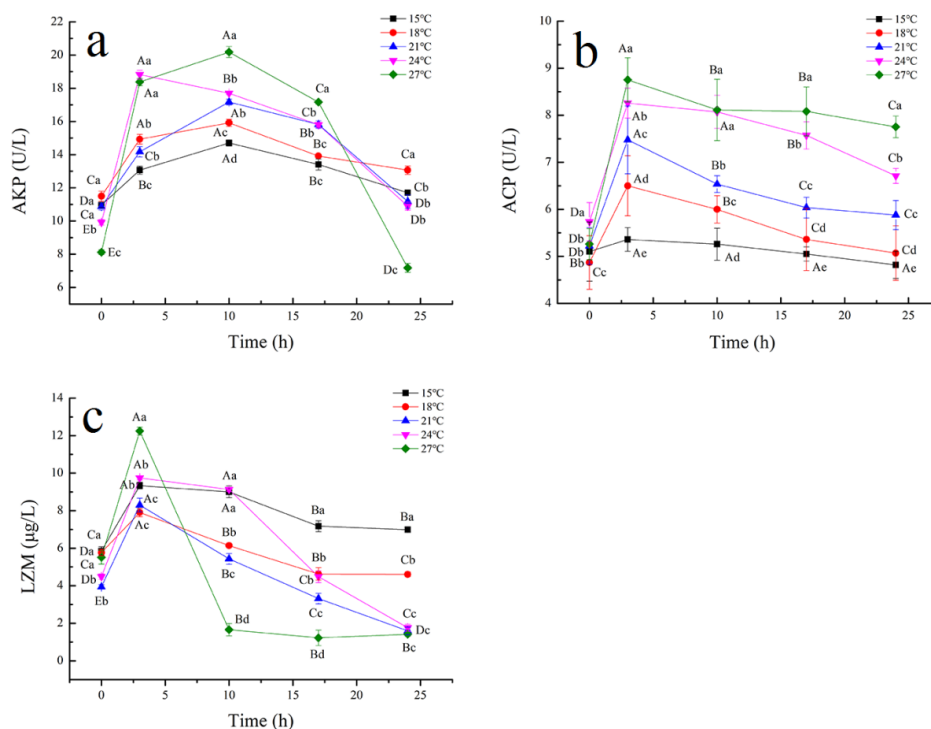 a
AKP (U/L)
22
20
18
16
14
12
10
8
6
0
5
10
15
20
25
Time (h)
15℃
18℃
21℃
24℃
27℃
Ca
Da
Ca
Eb
Ec
Aa
Aa
Ab
Cb
Bc
Aa
Bb
Ab
Ac
Ad
Ca
Cb
Bb
Bc
Bc
Ca
Cb
Db
Db
Dc
b
ACP (U/L)
9
8
7
6
5
4
0
5
10
15
20
25
Time (h)
15℃
18℃
21℃
24℃
27℃
Da
Db
Db
Bb
Cc
Aa
Ab
Ac
Ad
Ae
Ba
Aa
Bb
Bc
Ad
Ba
Bb
Cc
Cd
Ae
Ca
Cb
Cc
Cd
Ae
c
LZM (μg/L)
14
12
10
8
6
4
2
0
0
5
10
15
20
25
Time (h)
15℃
18℃
21℃
24℃
27℃
Ca
Da
Ca
Db
Eb
Aa
Ab
Ab
Ac
Ac
Aa
Aa
Bb
Bc
Bd
Ba
Bb
Cb
Cc
Bd
Ba
Cb
Cc
Dc
Bc